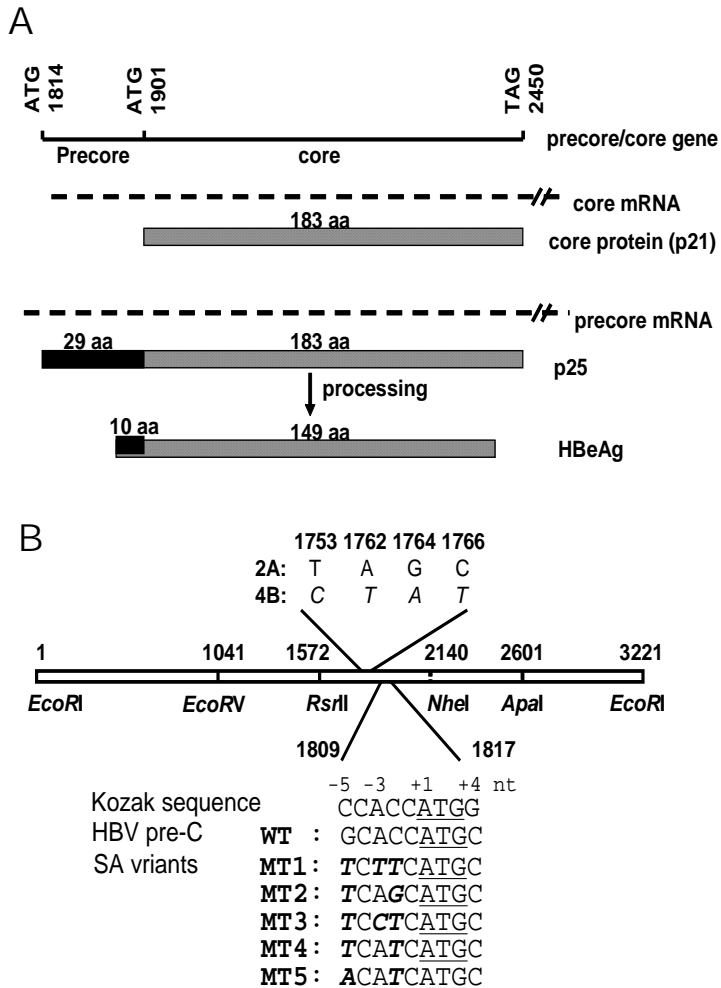 A
ATG 1814
ATG 1901
TAG 2450
Precore
core
precore/core gene
core mRNA
183 aa
core protein (p21)
precore mRNA
29 aa
183 aa
p25
processing
10 aa
149 aa
HBeAg
B
1753 1762 1764 1766
2A: T A G C
4B: C T A T
1 1041 1572 2140 2601 3221
EcoRI EcoRV RsrII NheI ApaI EcoRI
1809 1817
-5 -3 +1 +4 nt
Kozak sequence CCACCATGG
HBV pre-C WT : GCACCATGC
SA vriants MT1 : TCTTCATGC
MT2 : TCAGCATGC
MT3 : TCCTCATGC
MT4 : TCATCATGC
MT5 : ACATCATGC